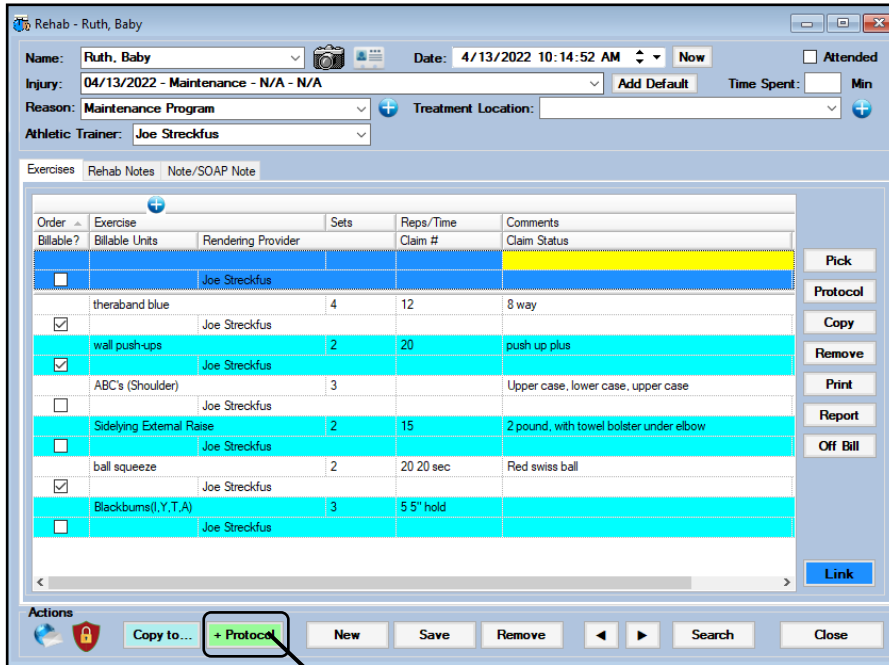 Rehab - Ruth, Baby
Name: Ruth, Baby Date: 4/13/2022 10:14:52 AM Now Attended
Injury: 04/13/2022 - Maintenance - N/A - N/A Add Default Time Spent: Min
Reason: Maintenance Program Treatment Location:
Athletic Trainer: Joe Streckfus
Exercises Rehab Notes Note/SOAP Note
Order Exercise Sets Reps/Time Comments
Billable? Billable Units Rendering Provider Claim # Claim Status
Pick
Joe Streckfus
Protocol
theraband blue 4 12 8 way
Joe Streckfus
Copy
wall push-ups 2 20 push up plus
Remove
Joe Streckfus
ABC's (Shoulder) 3 Upper case, lower case, upper case
Print
Joe Streckfus
Report
Sidelying External Raise 2 15 2 pound, with towel bolster under elbow
Joe Streckfus
Off Bill
ball squeeze 2 20 20 sec Red swiss ball
Joe Streckfus
Blackburns(I,Y,T,A) 3 5 5" hold
Joe Streckfus
Link
Actions
Copy to... + Protocol New Save Remove Search Close